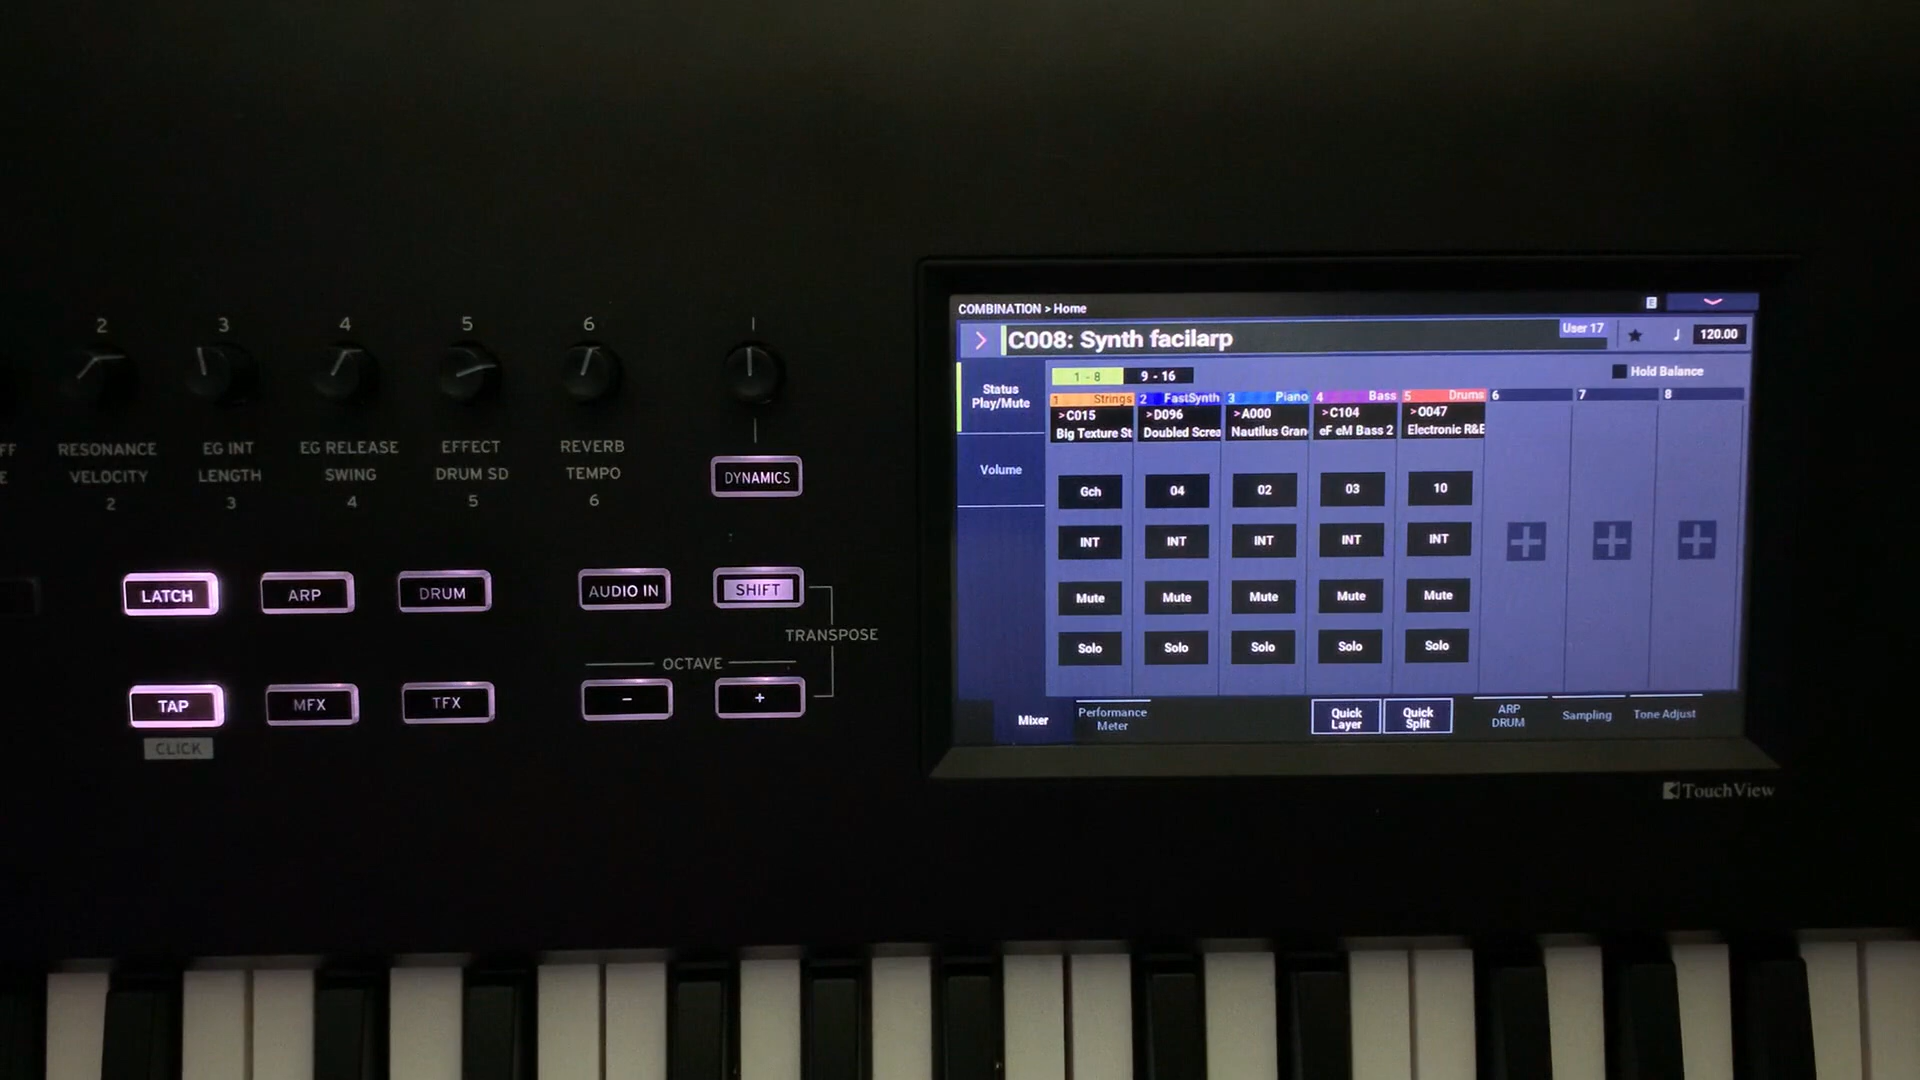 COMBINATION > Home
E
C008: Synth facilarp
User 17
★
♩ 120.00
Status
Play/Mute
Volume
1 - 8
9 - 16
Hold Balance
1 Strings
2 FastSynth
3 Piano
4 Bass
5 Drums
6
7
8
>C015
>D096
>A000
>C104
>O047
Big Texture St
Doubled Screa
Nautilus Gran
eF eM Bass 2
Electronic R&B
Gch
04
02
03
10
INT
INT
INT
INT
INT
Mute
Mute
Mute
Mute
Mute
Solo
Solo
Solo
Solo
Solo
Mixer
Performance
Meter
Quick
Layer
Quick
Split
ARP
DRUM
Sampling
Tone Adjust
TouchView
2
3
4
5
6
RESONANCE
EG INT
EG RELEASE
EFFECT
REVERB
VELOCITY
LENGTH
SWING
DRUM SD
TEMPO
2
3
4
5
6
DYNAMICS
LATCH
ARP
DRUM
AUDIO IN
SHIFT
TRANSPOSE
OCTAVE
TAP
MFX
TFX
−
+
CLICK